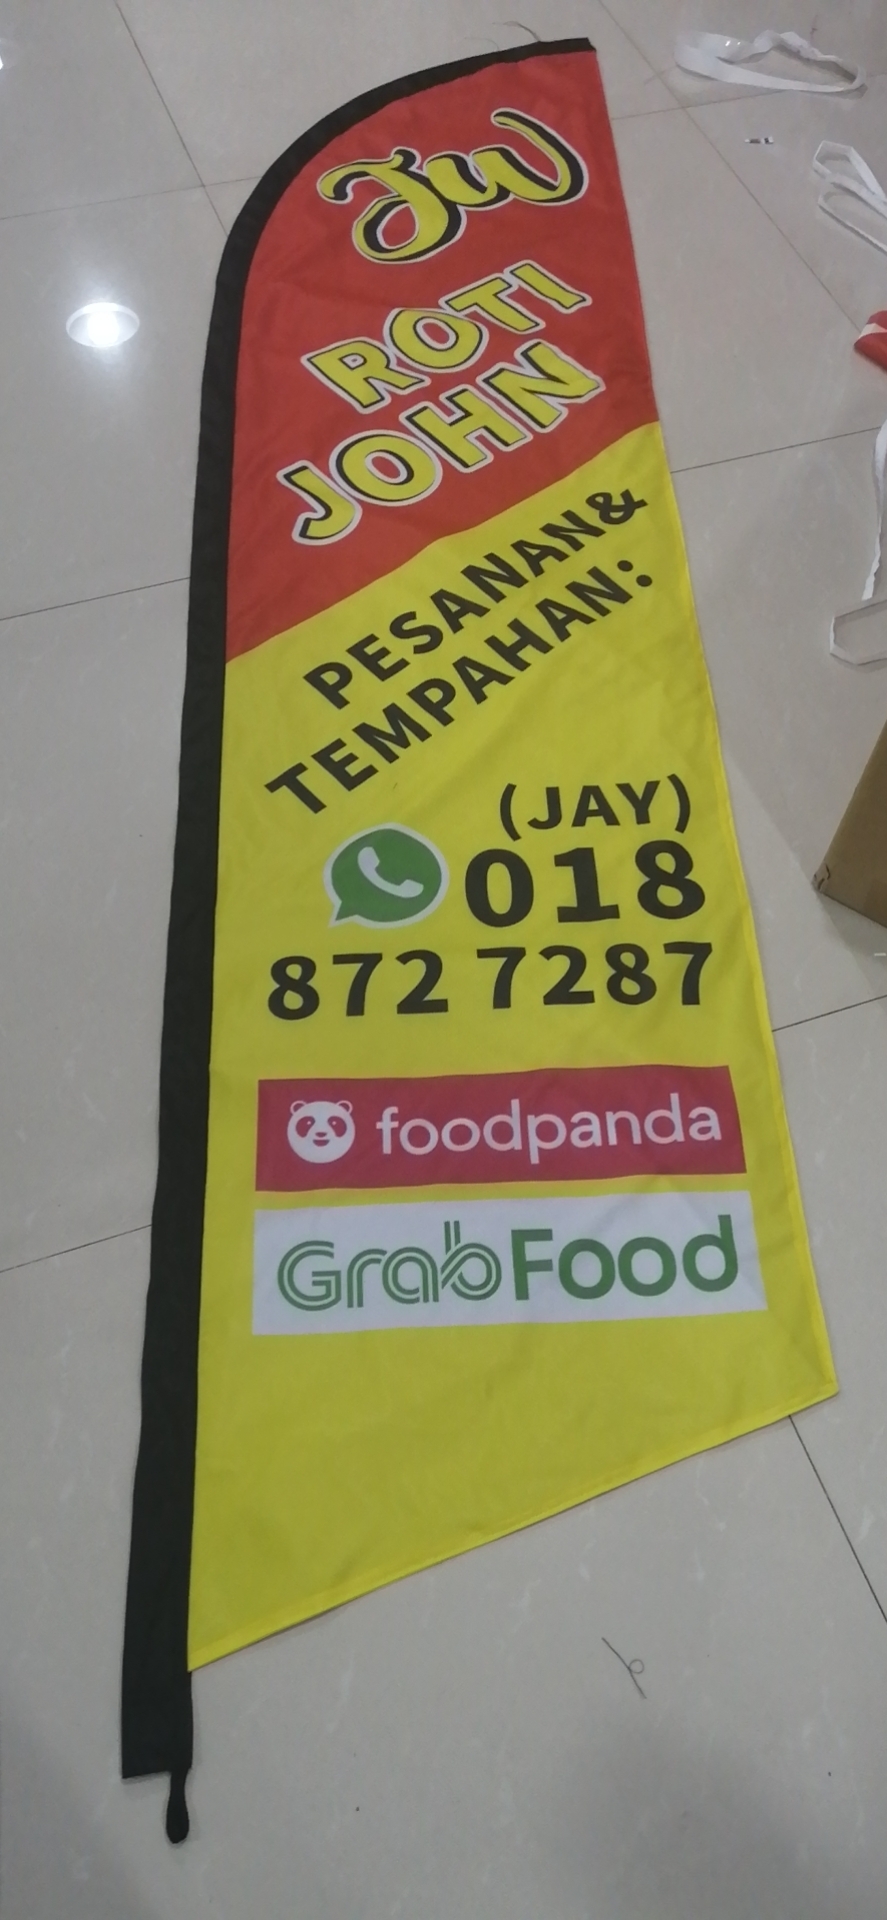 JW
ROTI
JOHN
PESANAN&
TEMPAHAN:
(JAY)
018
872 7287
foodpanda
GrabFood